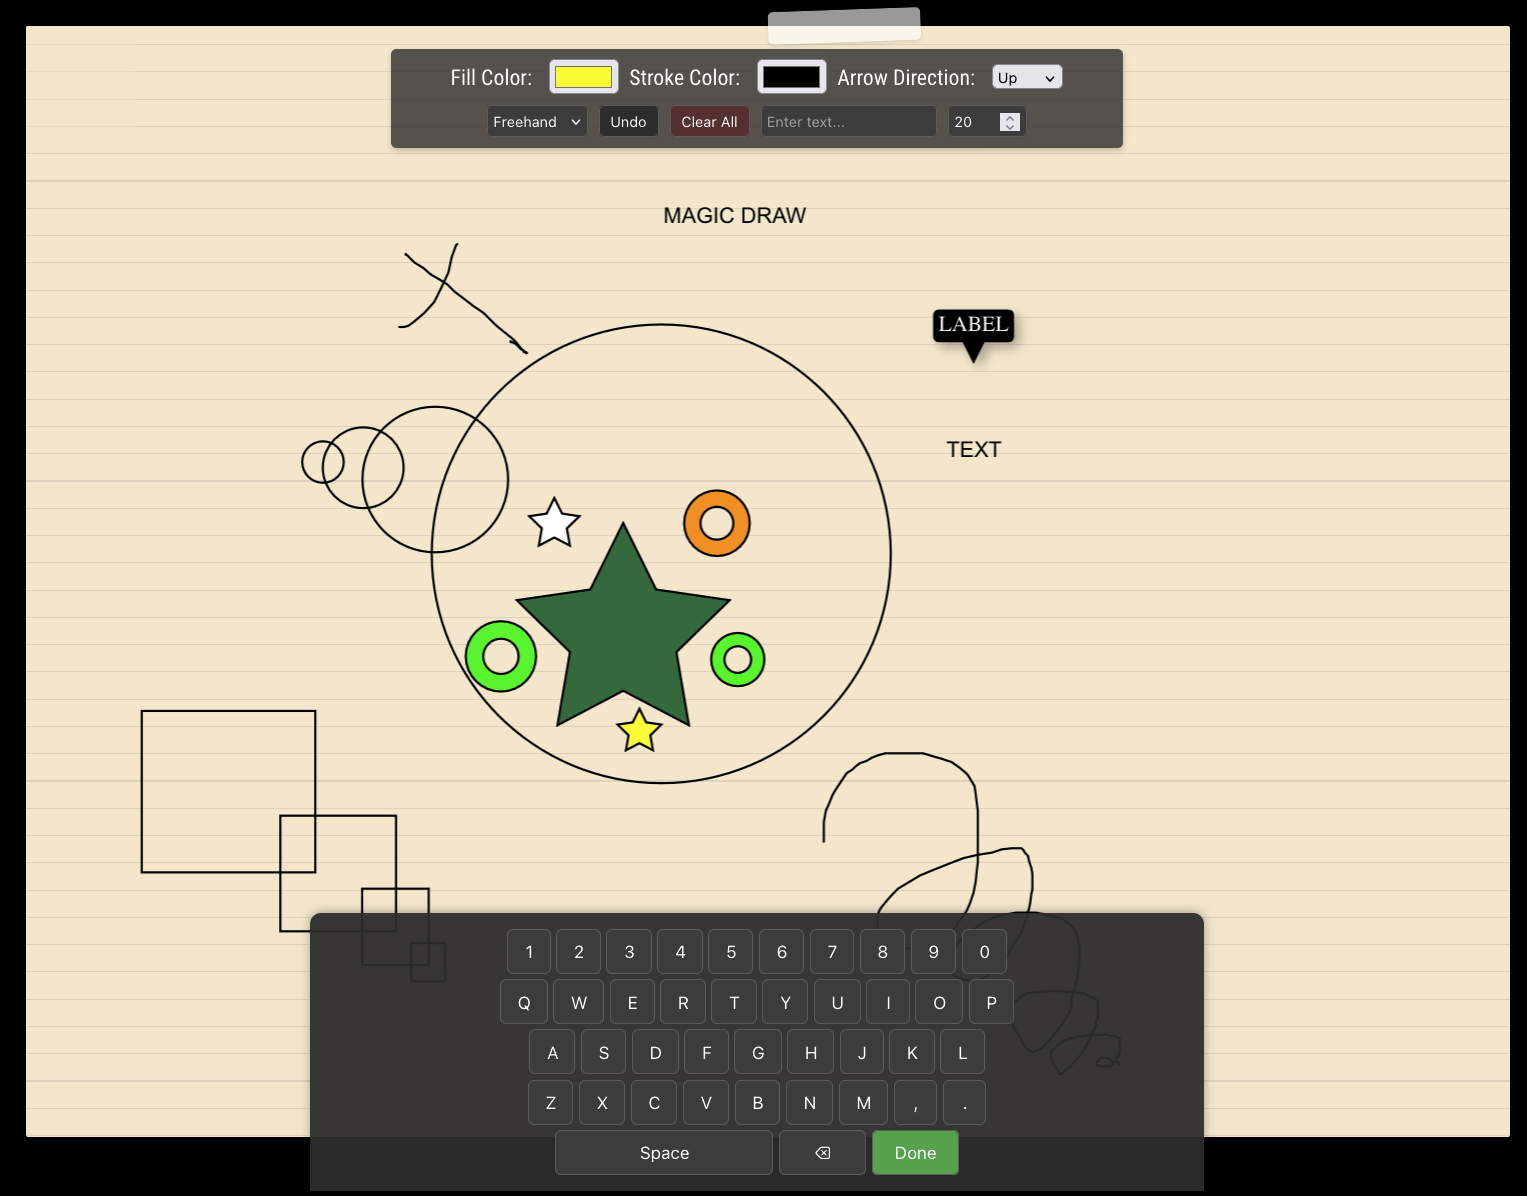 Fill Color: Stroke Color: Arrow Direction: Up
Freehand Undo Clear All Enter text... 20
MAGIC DRAW
LABEL
TEXT
1 2 3 4 5 6 7 8 9 0
Q W E R T Y U I O P
A S D F G H J K L
Z X C V B N M , .
Space Done